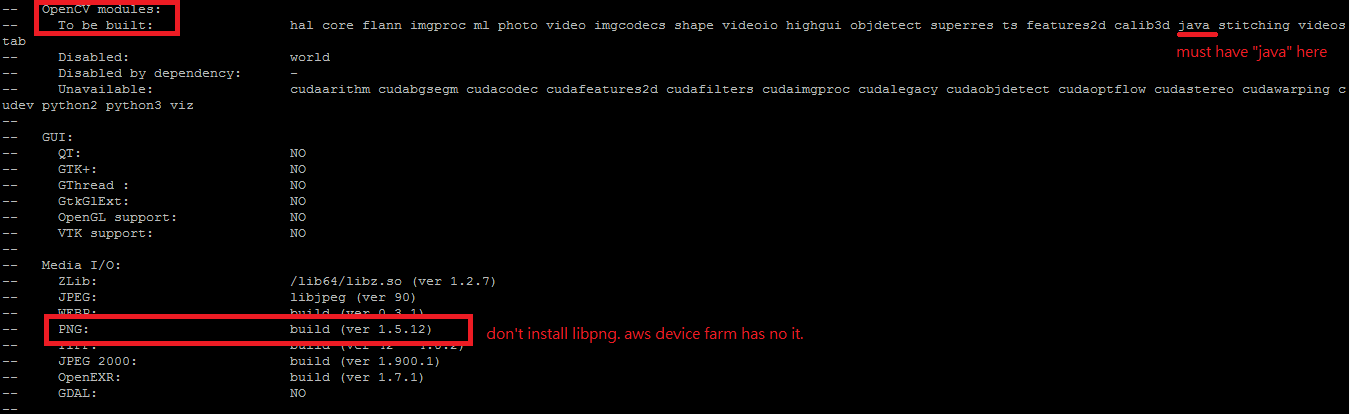 -- OpenCV modules:
-- To be built: hal core flann imgproc ml photo video imgcodecs shape videoio highgui objdetect superres ts features2d calib3d java stitching videos
tab
must have "java" here
-- Disabled: world
-- Disabled by dependency: -
-- Unavailable: cudaarithm cudabgsegm cudacodec cudafeatures2d cudafilters cudaimgproc cudalegacy cudaobjdetect cudaoptflow cudastereo cudawarping c
udev python2 python3 viz
--
-- GUI:
-- QT: NO
-- GTK+: NO
-- GThread : NO
-- GtkGlExt: NO
-- OpenGL support: NO
-- VTK support: NO
--
-- Media I/O:
-- ZLib: /lib64/libz.so (ver 1.2.7)
-- JPEG: libjpeg (ver 90)
-- WEBP: build (ver 0.3.1)
-- PNG: build (ver 1.5.12)
don't install libpng. aws device farm has no it.
-- TIFF: build (ver 42 - 4.0.2)
-- JPEG 2000: build (ver 1.900.1)
-- OpenEXR: build (ver 1.7.1)
-- GDAL: NO
--